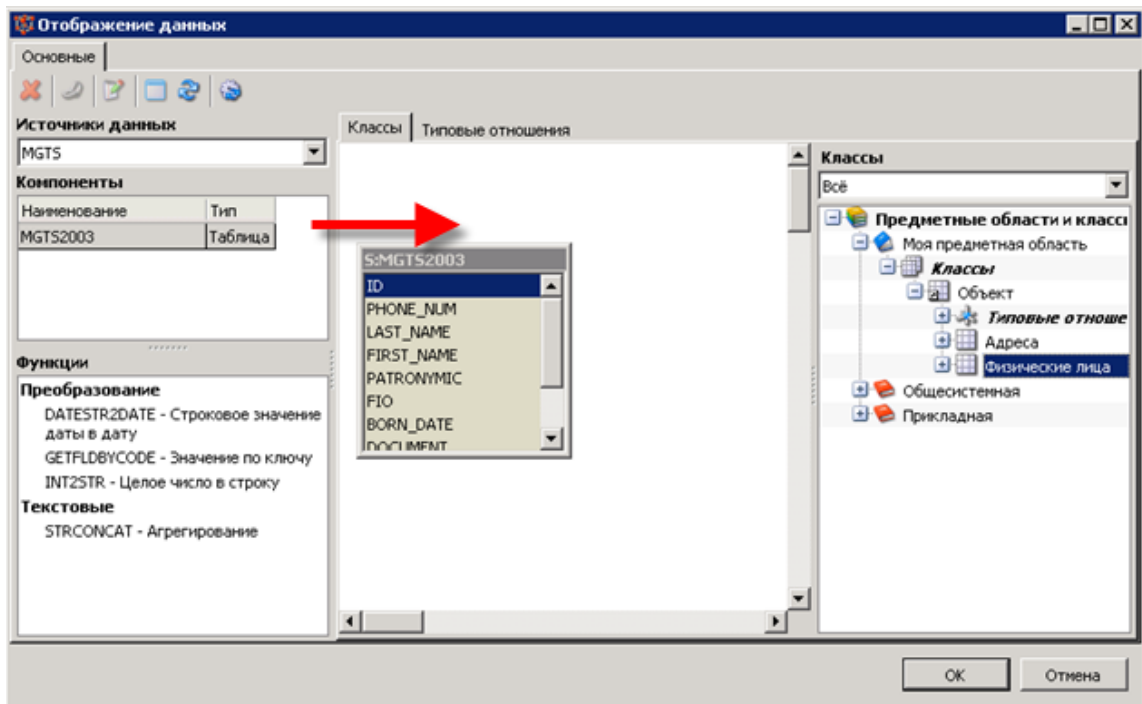 Отображение данных
Основные
Источники данных
MGTS
Компоненты
Наименование Тип
MGTS2003 Таблица
Функции
Преобразование
DATESTR2DATE - Строковое значение
даты в дату
GETFLDBYCODE - Значение по ключу
INT2STR - Целое число в строку
Текстовые
STRCONCAT - Агрегирование
Классы Типовые отношения
S:MGTS2003
ID
PHONE_NUM
LAST_NAME
FIRST_NAME
PATRONYMIC
FIO
BORN_DATE
DOCUMENT
Классы
Всё
Предметные области и классы
Моя предметная область
Классы
Объект
Типовые отноше
Адреса
Физические лица
Общесистемная
Прикладная
OK Отмена